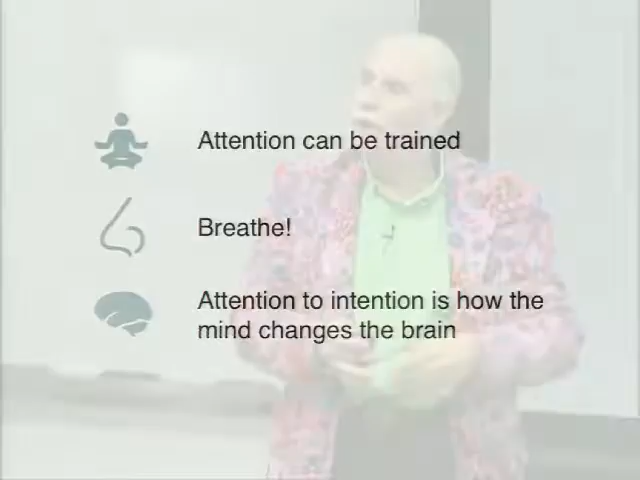 Attention can be trained
Breathe!
Attention to intention is how the
mind changes the brain